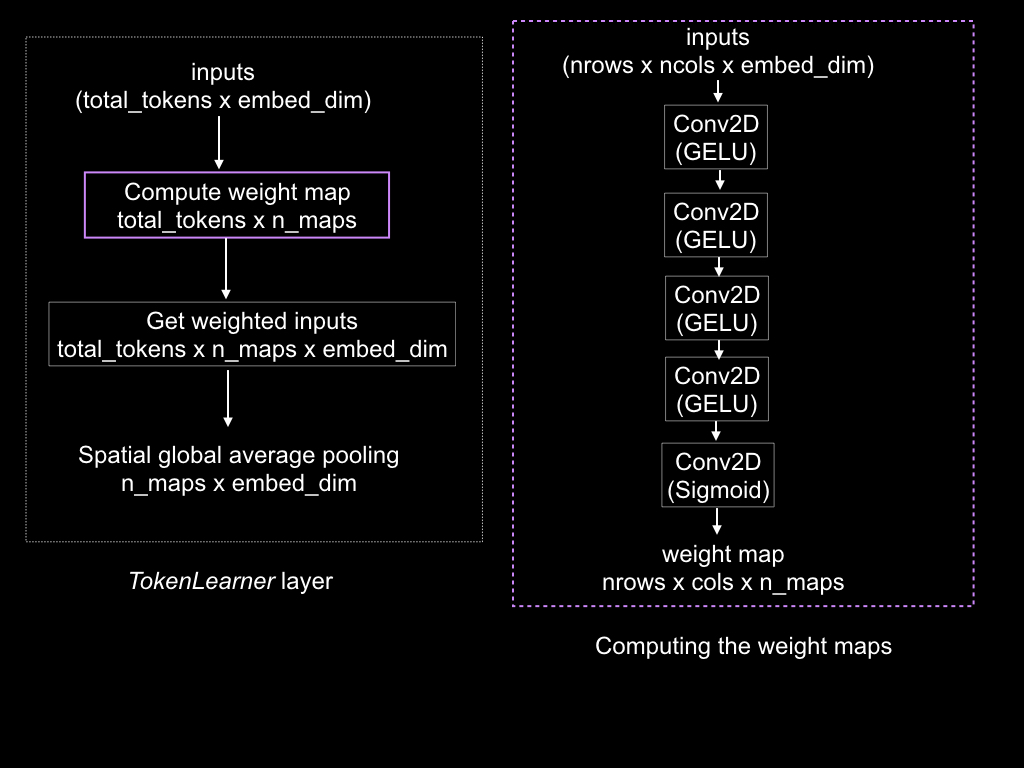 inputs
(total_tokens x embed_dim)
Compute weight map
total_tokens x n_maps
Get weighted inputs
total_tokens x n_maps x embed_dim
Spatial global average pooling
n_maps x embed_dim
TokenLearner layer
inputs
(nrows x ncols x embed_dim)
Conv2D
(GELU)
Conv2D
(GELU)
Conv2D
(GELU)
Conv2D
(GELU)
Conv2D
(Sigmoid)
weight map
nrows x cols x n_maps
Computing the weight maps